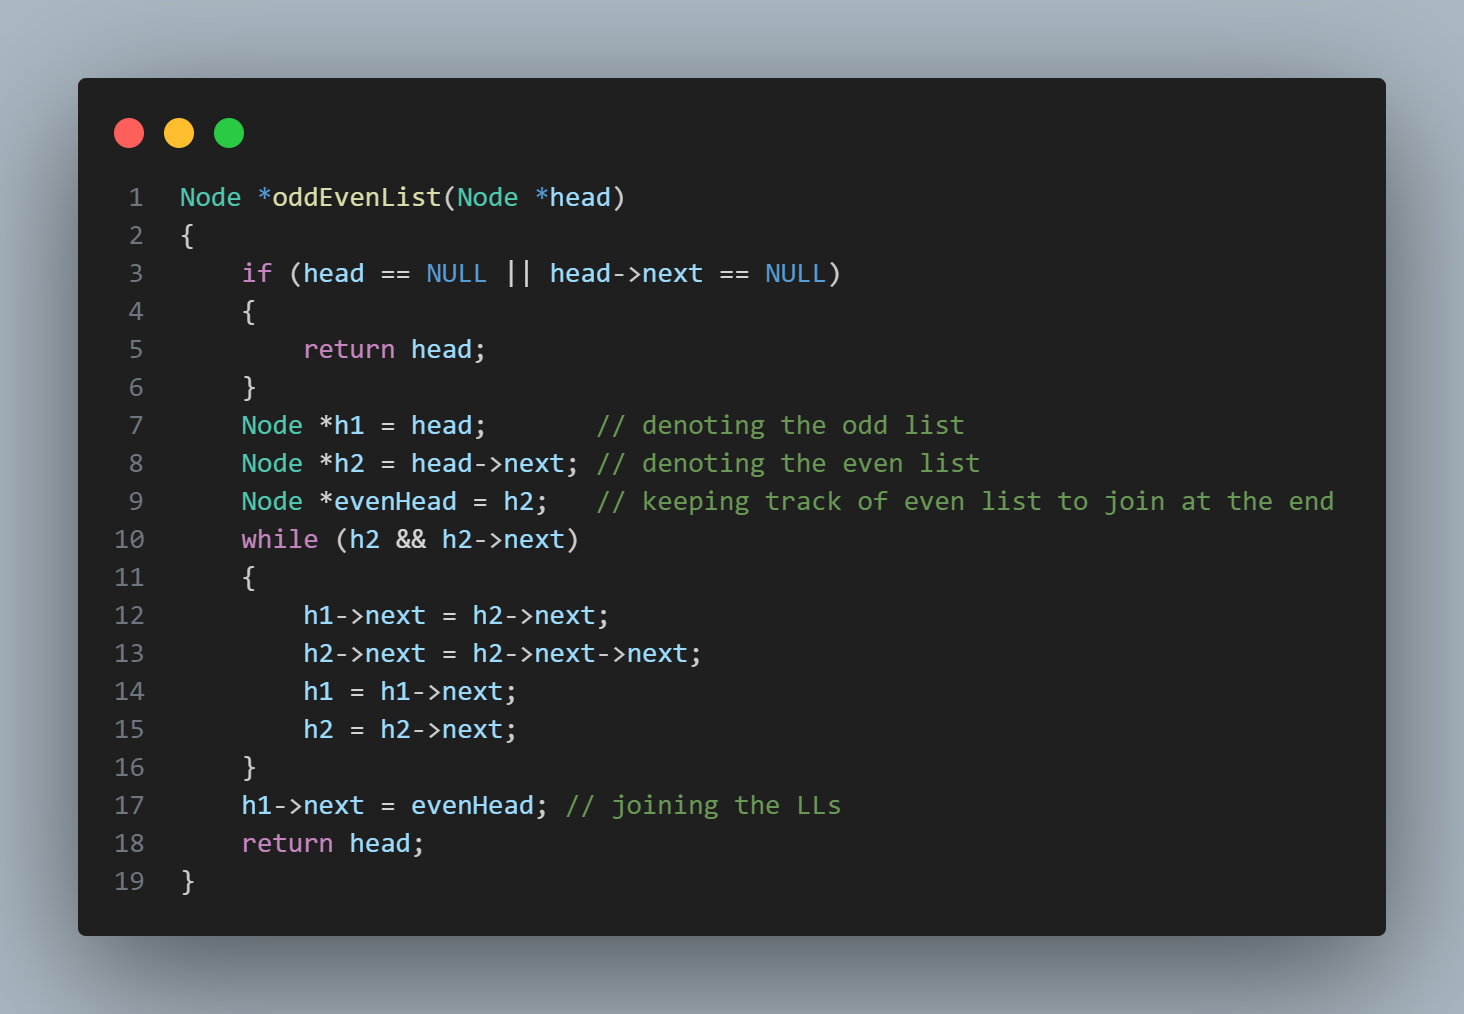 1 Node *oddEvenList(Node *head)
2 {
3     if (head == NULL || head->next == NULL)
4     {
5         return head;
6     }
7     Node *h1 = head;       // denoting the odd list
8     Node *h2 = head->next; // denoting the even list
9     Node *evenHead = h2;   // keeping track of even list to join at the end
10     while (h2 && h2->next)
11     {
12         h1->next = h2->next;
13         h2->next = h2->next->next;
14         h1 = h1->next;
15         h2 = h2->next;
16     }
17     h1->next = evenHead; // joining the LLs
18     return head;
19 }